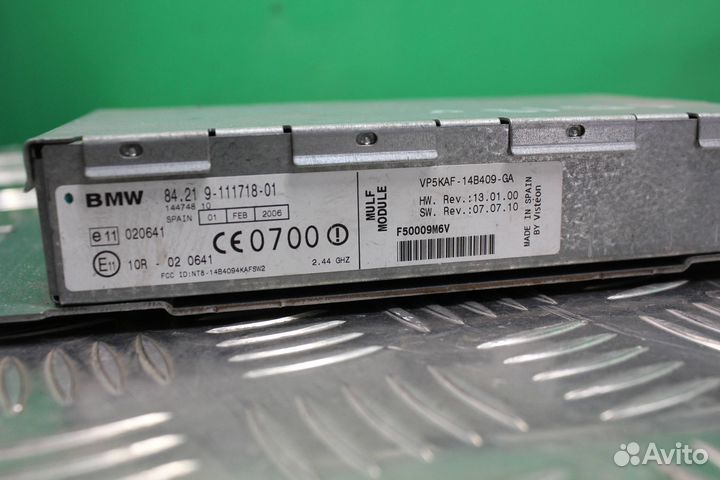 BMW 84.21 9-111718-01
144748 10
SPAIN 01 FEB 2006
e11 020641
CE0700!
E11 10R - 02 0641
FCC ID:NT8-14B4094KAFSW2 2.44 GHZ
MULF
MODULE
VP5KAF-14B409-GA
HW. Rev.:13.01.00
SW. Rev.:07.07.10
F50009M6V
MADE IN SPAIN
BY Visteon
Avito